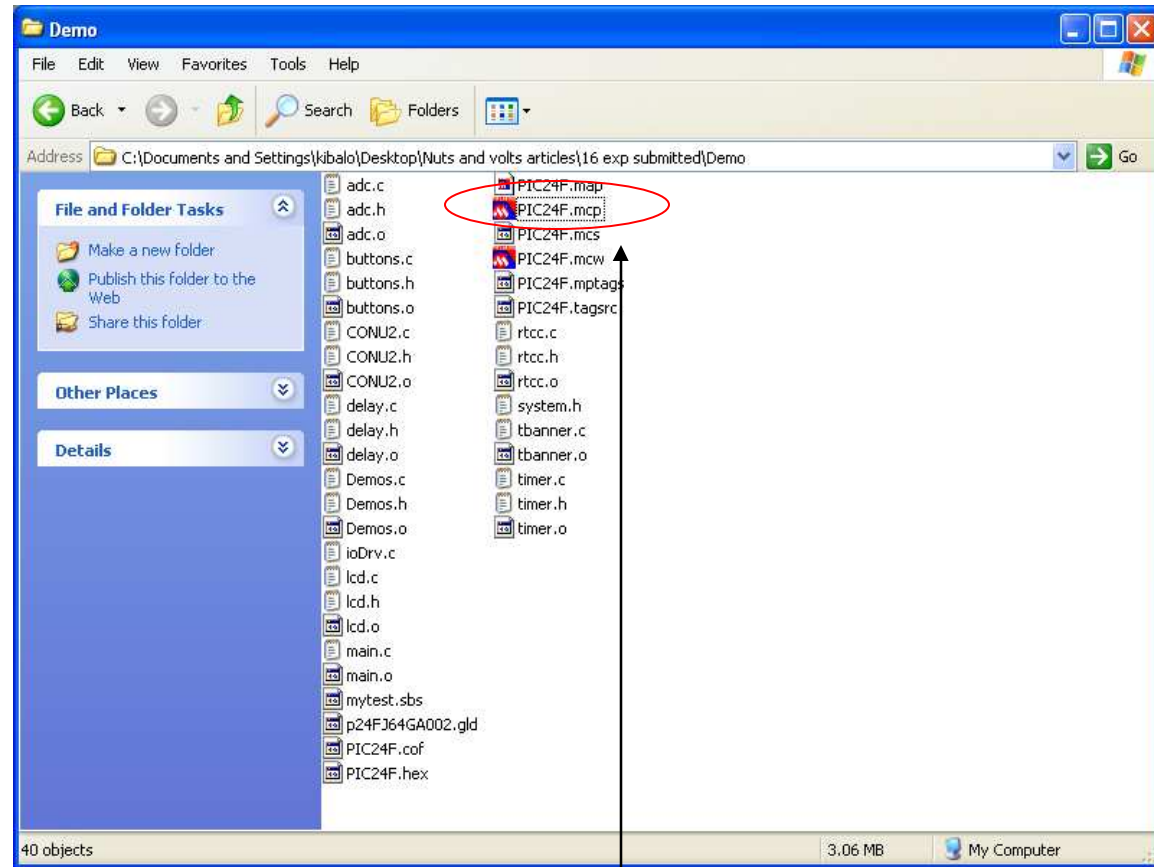 Demo
File Edit View Favorites Tools Help
Back Search Folders
Address C:\Documents and Settings\kibalo\Desktop\Nuts and volts articles\16 exp submitted\Demo Go
File and Folder Tasks
Make a new folder
Publish this folder to the
Web
Share this folder
Other Places
Details
adc.c
adc.h
adc.o
buttons.c
buttons.h
buttons.o
CONU2.c
CONU2.h
CONU2.o
delay.c
delay.h
delay.o
Demos.c
Demos.h
Demos.o
ioDrv.c
lcd.c
lcd.h
lcd.o
main.c
main.o
mytest.sbs
p24FJ64GA002.gld
PIC24F.cof
PIC24F.hex
PIC24F.map
PIC24F.mcp
PIC24F.mcs
PIC24F.mcw
PIC24F.mptags
PIC24F.tagsrc
rtcc.c
rtcc.h
rtcc.o
system.h
tbanner.c
tbanner.o
timer.c
timer.h
timer.o
40 objects 3.06 MB My Computer